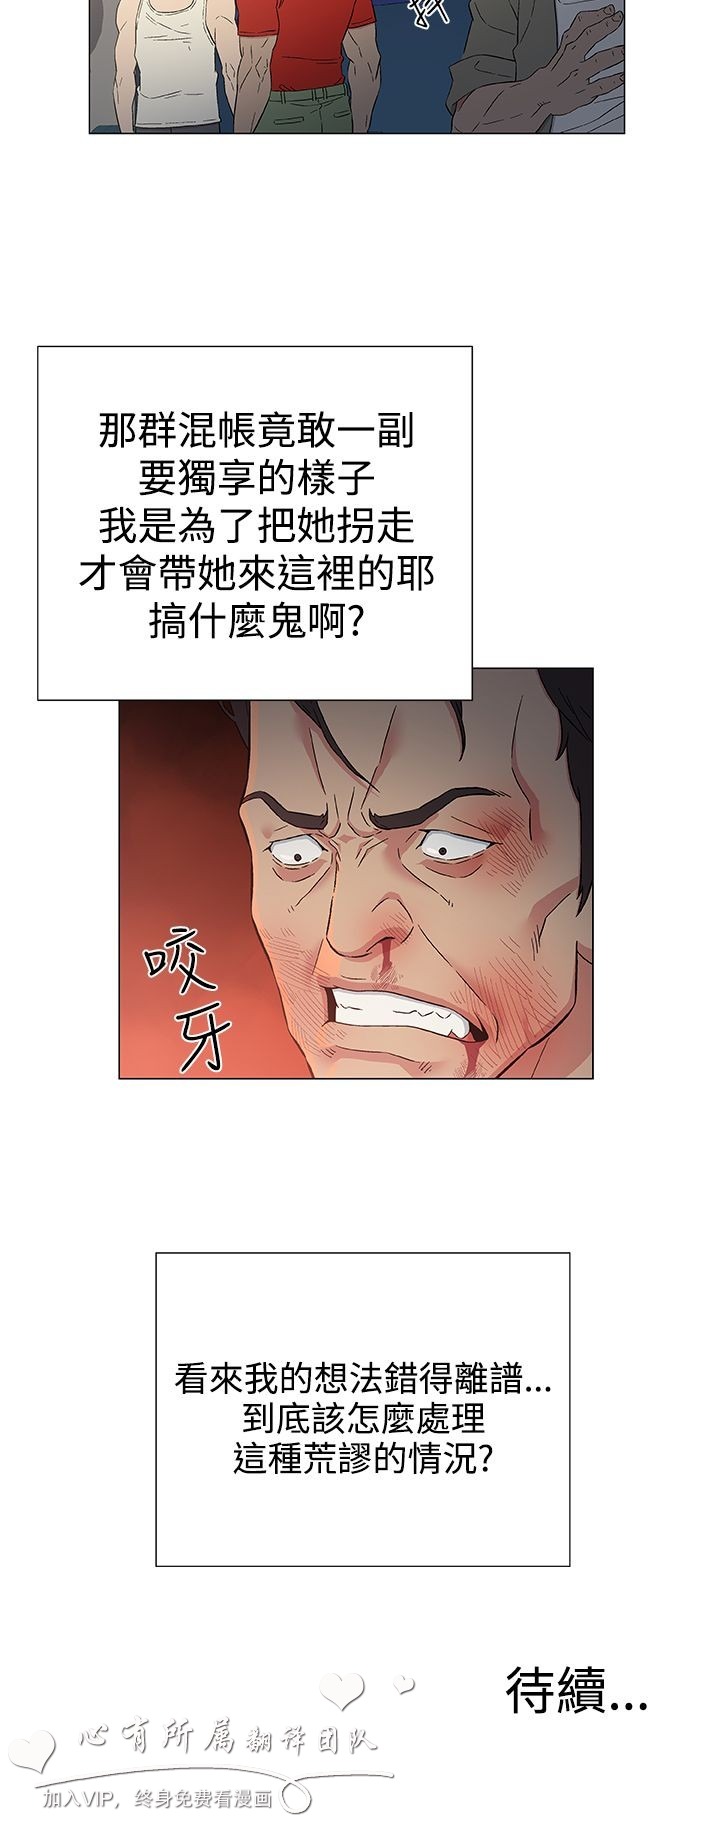 抖
那群混帳竟敢一副
要獨享的樣子
我是為了把她拐走
才會帶她來這裡的耶
搞什麼鬼啊?
咬
牙
看來我的想法錯得離譜...
到底該怎麼處理
這種荒謬的情況?
待續...
心有所属翻译团队
加入VIP，终身免费看漫画